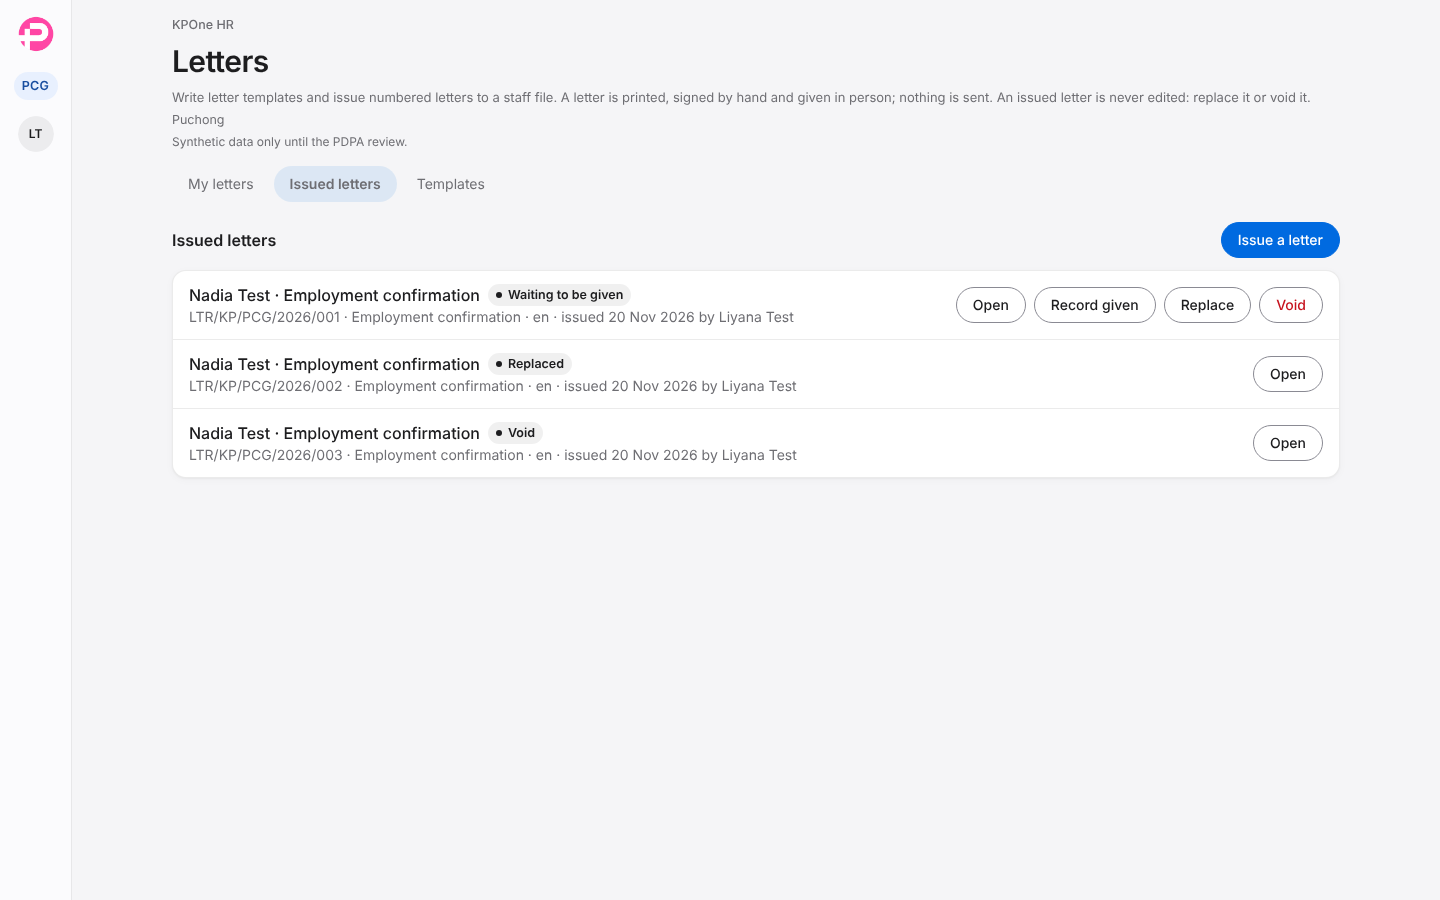 KPOne HR
PCG
LT
Letters
Write letter templates and issue numbered letters to a staff file. A letter is printed, signed by hand and given in person; nothing is sent. An issued letter is never edited: replace it or void it.
Puchong
Synthetic data only until the PDPA review.
My letters
Issued letters
Templates
Issued letters
Issue a letter
Nadia Test · Employment confirmation
Waiting to be given
LTR/KP/PCG/2026/001 · Employment confirmation · en · issued 20 Nov 2026 by Liyana Test
Open
Record given
Replace
Void
Nadia Test · Employment confirmation
Replaced
LTR/KP/PCG/2026/002 · Employment confirmation · en · issued 20 Nov 2026 by Liyana Test
Open
Nadia Test · Employment confirmation
Void
LTR/KP/PCG/2026/003 · Employment confirmation · en · issued 20 Nov 2026 by Liyana Test
Open